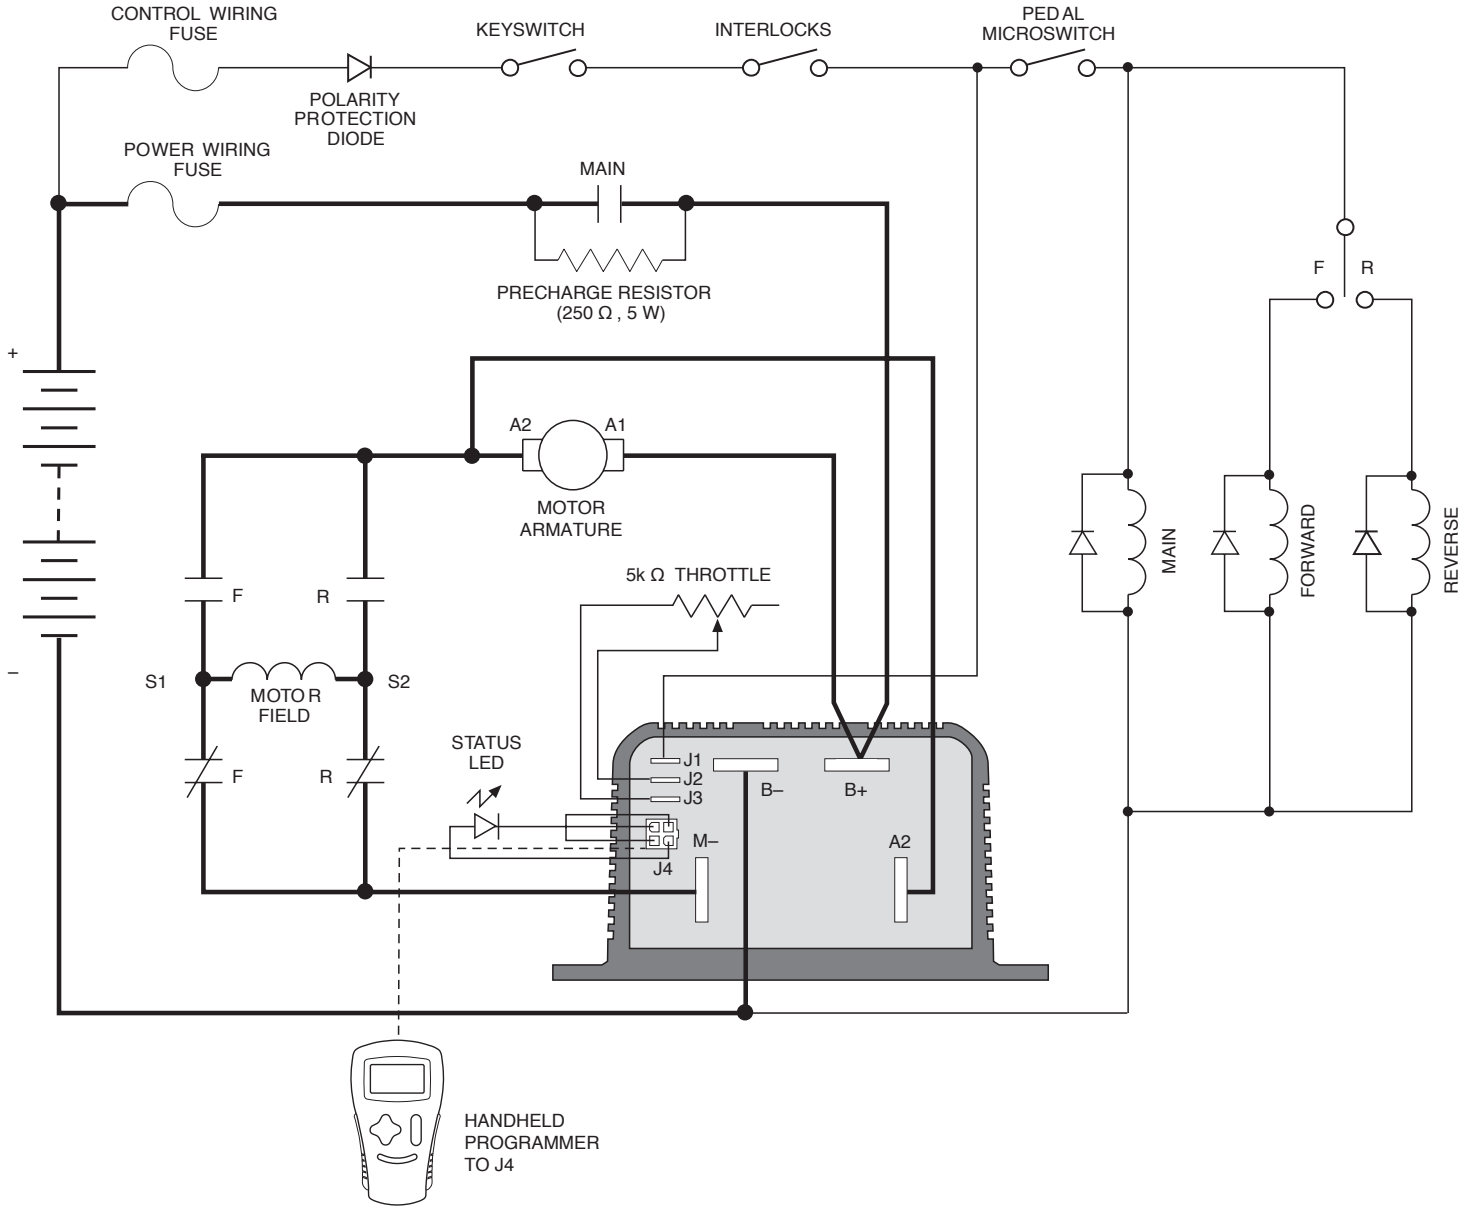 CONTROL WIRING
FUSE
KEYSWITCH
INTERLOCKS
PEDAL
MICROSWITCH
POLARITY
PROTECTION
DIODE
POWER WIRING
FUSE
MAIN
PRECHARGE RESISTOR
(250 Ω , 5 W)
F
R
+
A2
A1
MOTOR
ARMATURE
MAIN
FORWARD
REVERSE
5k Ω THROTTLE
F
R
S1
MOTOR
FIELD
S2
STATUS
LED
F
R
J1
J2
J3
B–
B+
–
M–
A2
J4
HANDHELD
PROGRAMMER
TO J4